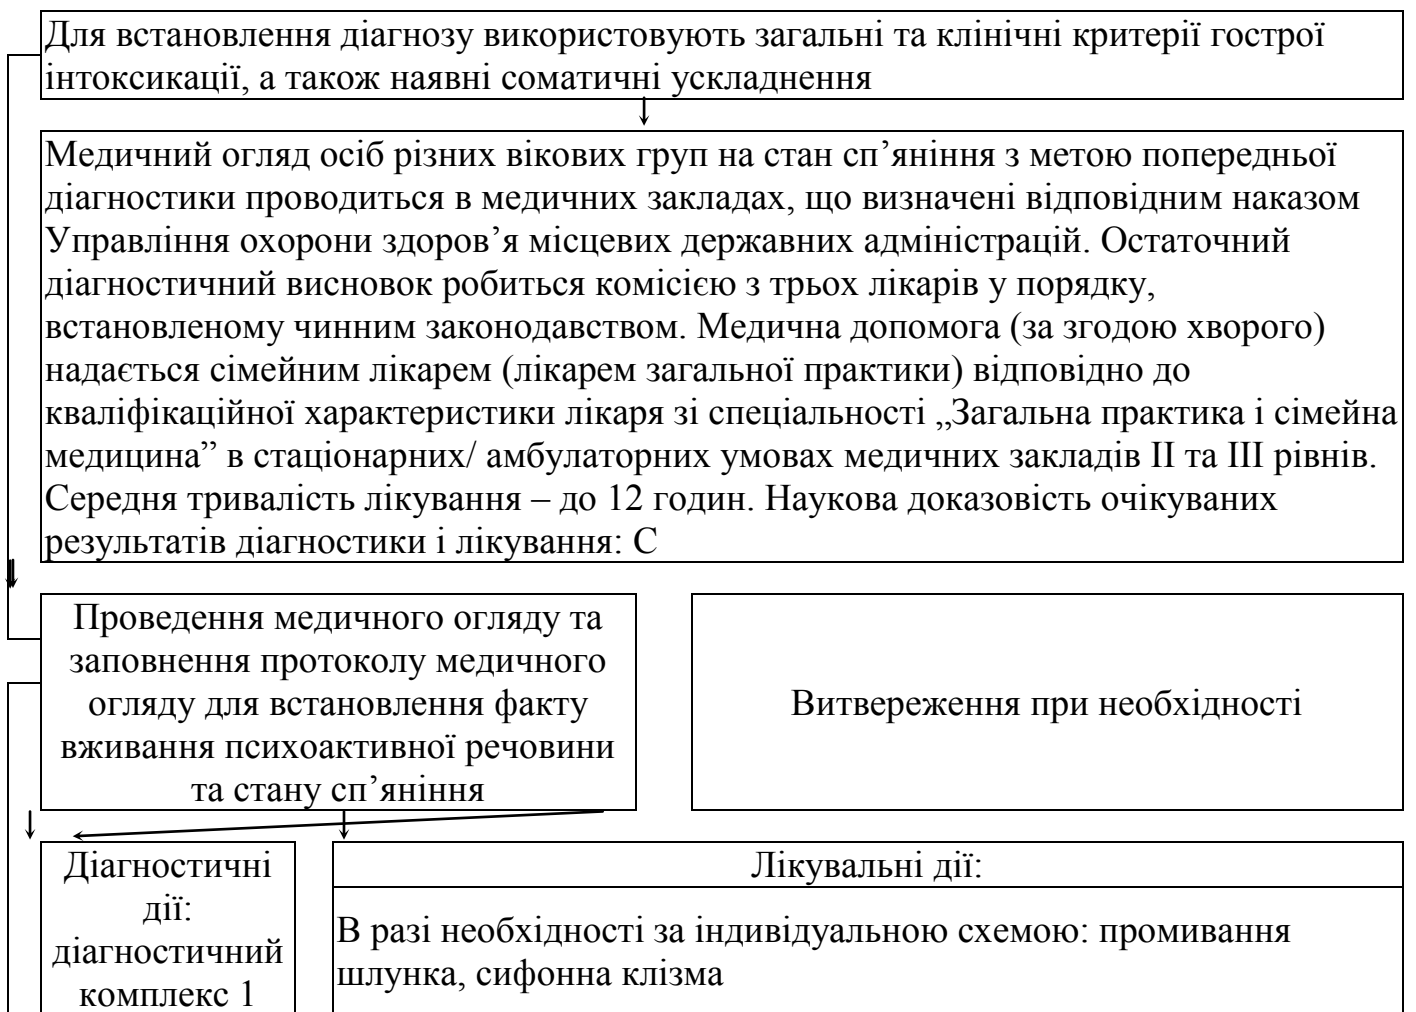 Для встановлення діагнозу використовують загальні та клінічні критерії гострої
інтоксикації, а також наявні соматичні ускладнення
Медичний огляд осіб різних вікових груп на стан сп’яніння з метою попередньої
діагностики проводиться в медичних закладах, що визначені відповідним наказом
Управління охорони здоров’я місцевих державних адміністрацій. Остаточний
діагностичний висновок робиться комісією з трьох лікарів у порядку,
встановленому чинним законодавством. Медична допомога (за згодою хворого)
надається сімейним лікарем (лікарем загальної практики) відповідно до
кваліфікаційної характеристики лікаря зі спеціальності „Загальна практика і сімейна
медицина” в стаціонарних/ амбулаторних умовах медичних закладів ІІ та ІІІ рівнів.
Середня тривалість лікування – до 12 годин. Наукова доказовість очікуваних
результатів діагностики і лікування: С
Проведення медичного огляду та
заповнення протоколу медичного
огляду для встановлення факту
вживання психоактивної речовини
та стану сп’яніння
Витвереження при необхідності
Діагностичні
дії:
діагностичний
комплекс 1
Лікувальні дії:
В разі необхідності за індивідуальною схемою: промивання
шлунка, сифонна клізма